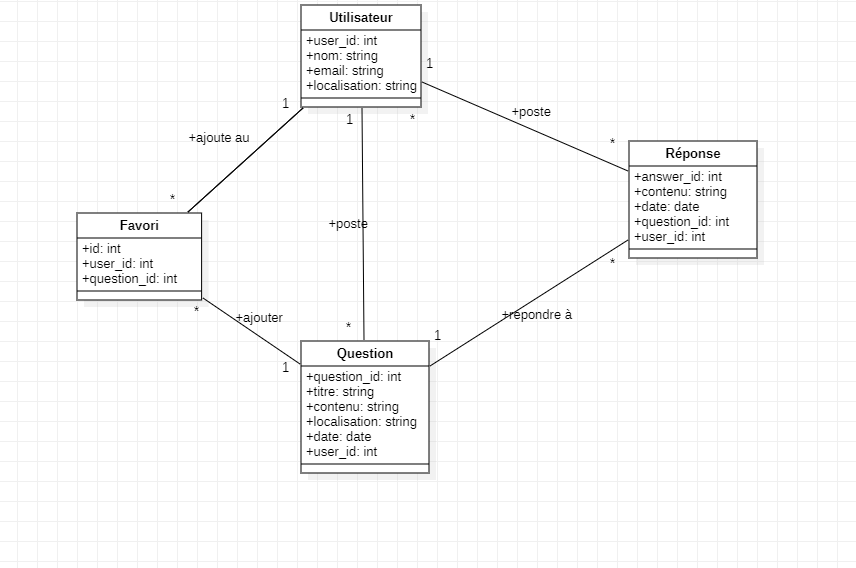 Utilisateur
+user_id: int
+nom: string
+email: string
+localisation: string
1
1
1
*
+poste
*
+ajoute au
*
Réponse
+answer_id: int
+contenu: string
+date: date
+question_id: int
+user_id: int
*
Favori
+id: int
+user_id: int
+question_id: int
*
+poste
+ajouter
+répondre à
*
1
1
Question
+question_id: int
+titre: string
+contenu: string
+localisation: string
+date: date
+user_id: int